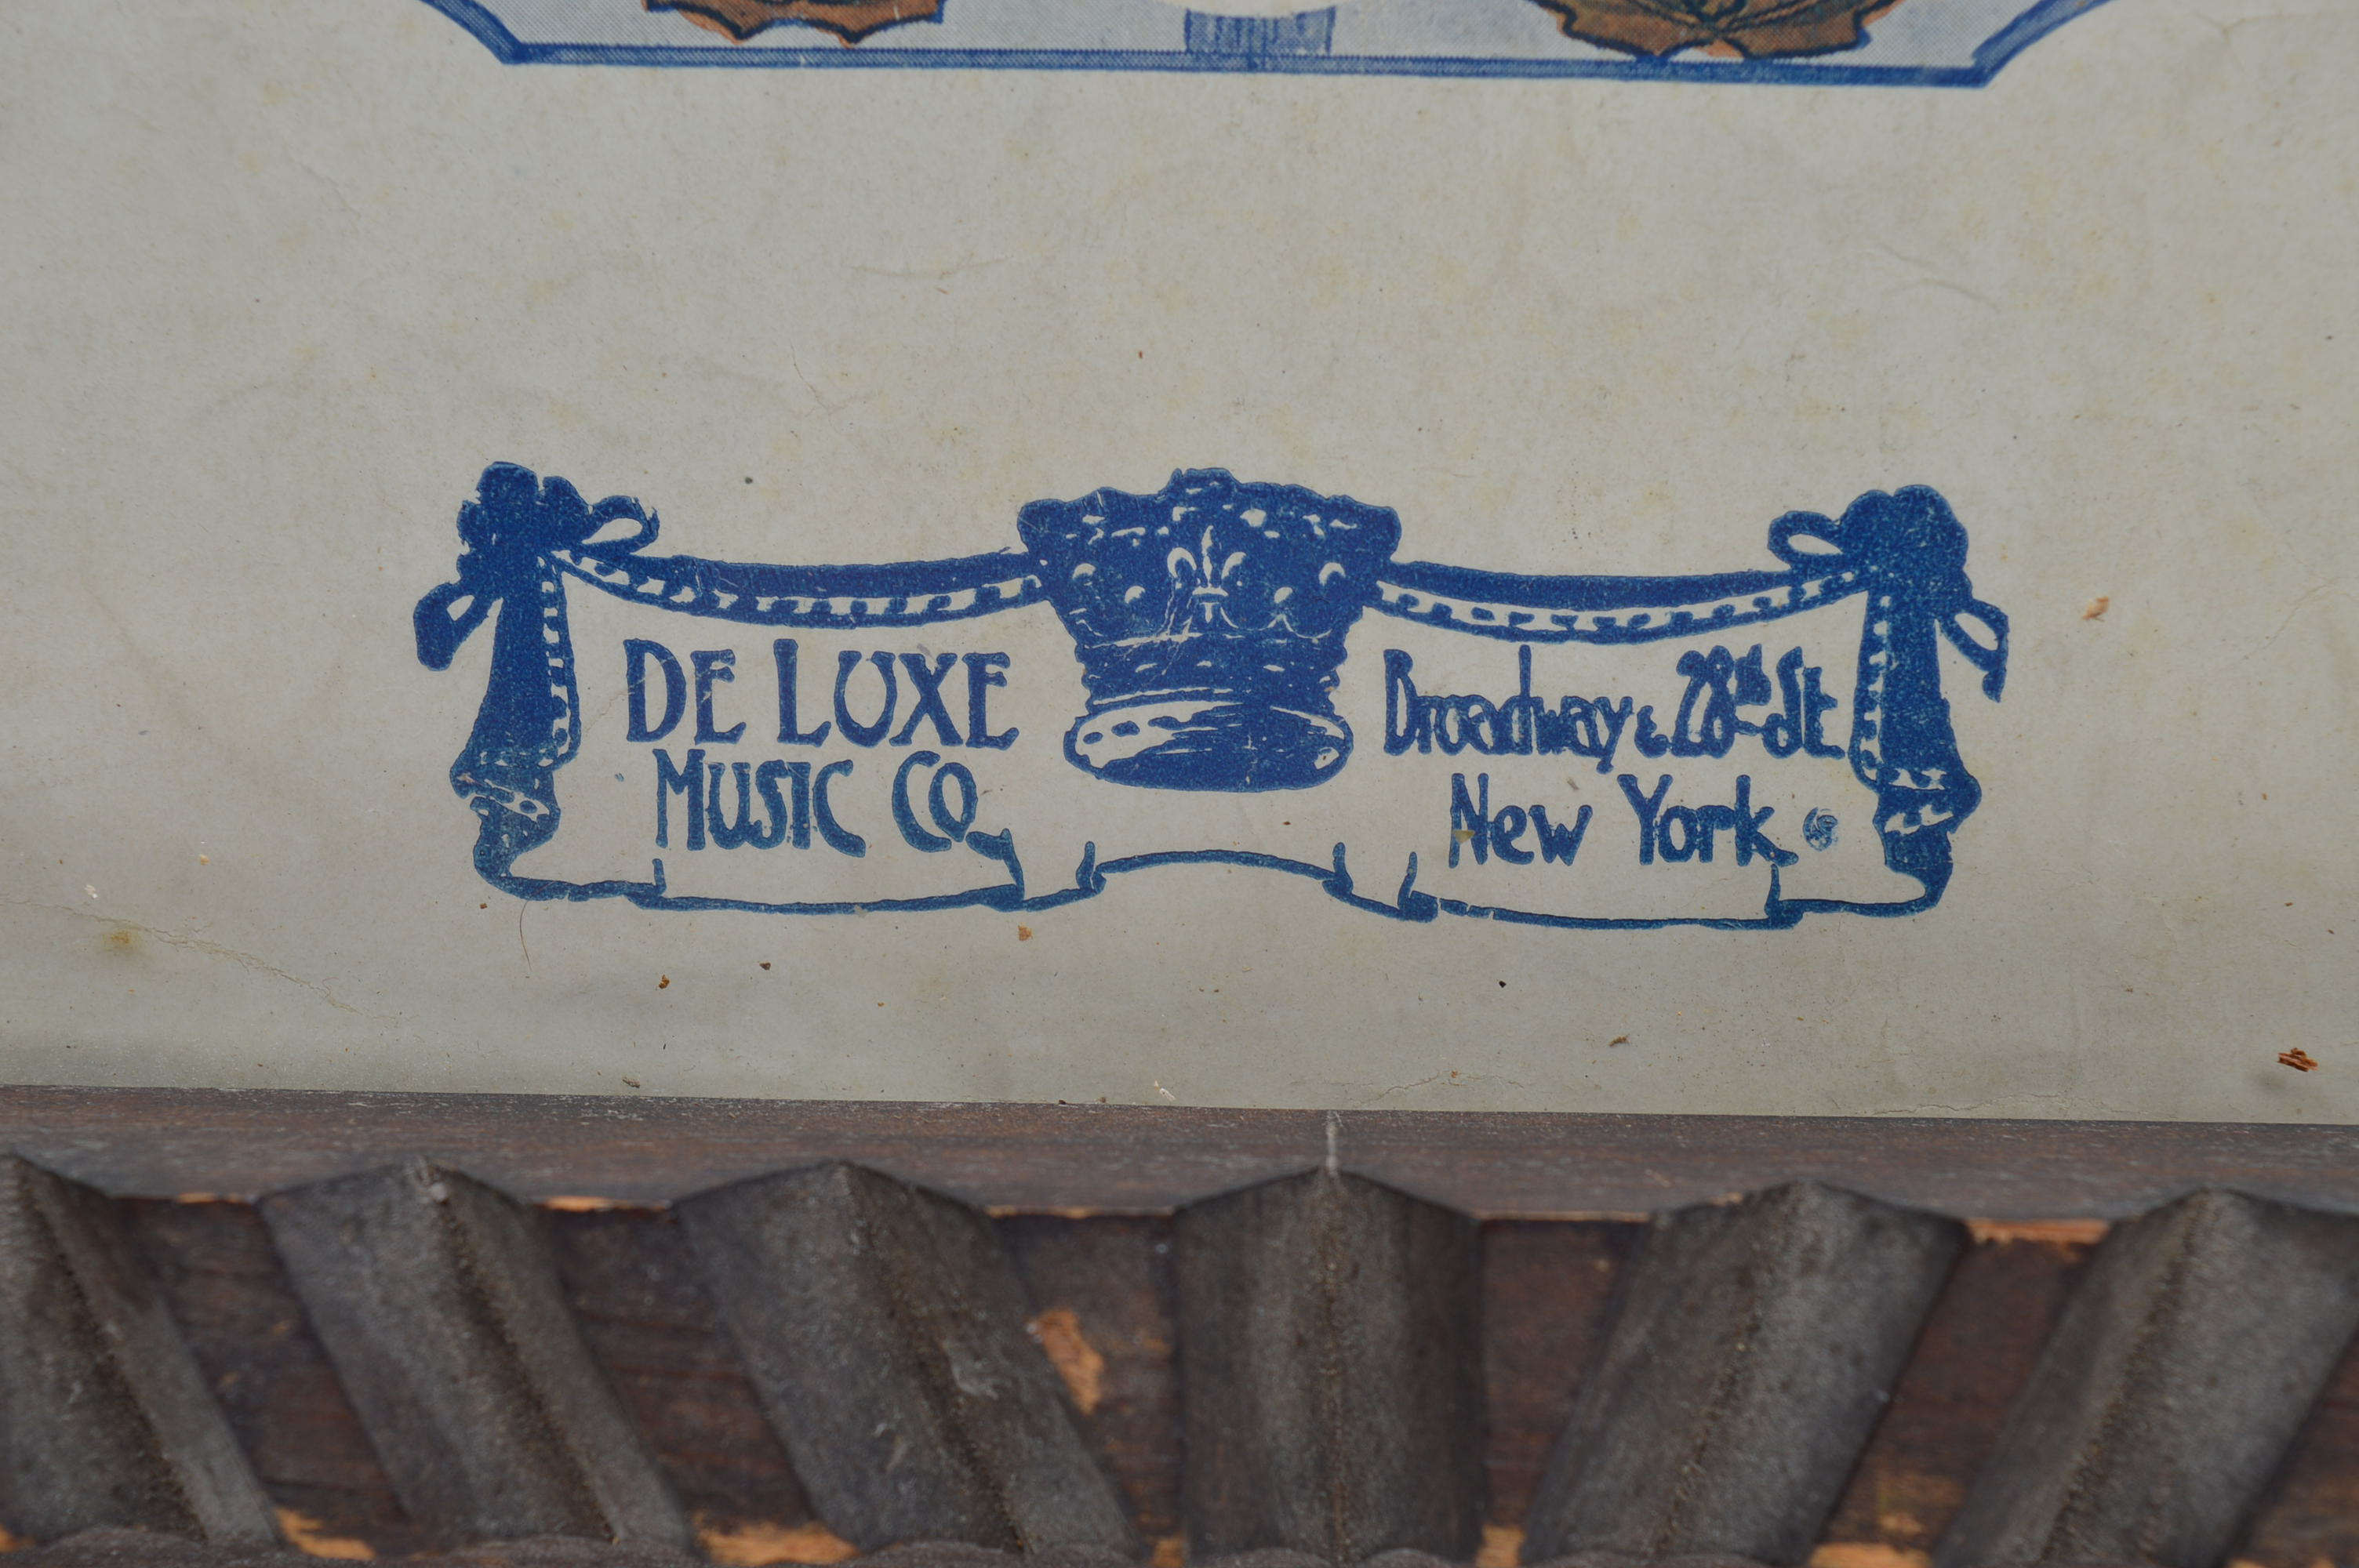 DE LUXE
MUSIC CO.
Broadway & 28th St
New York.